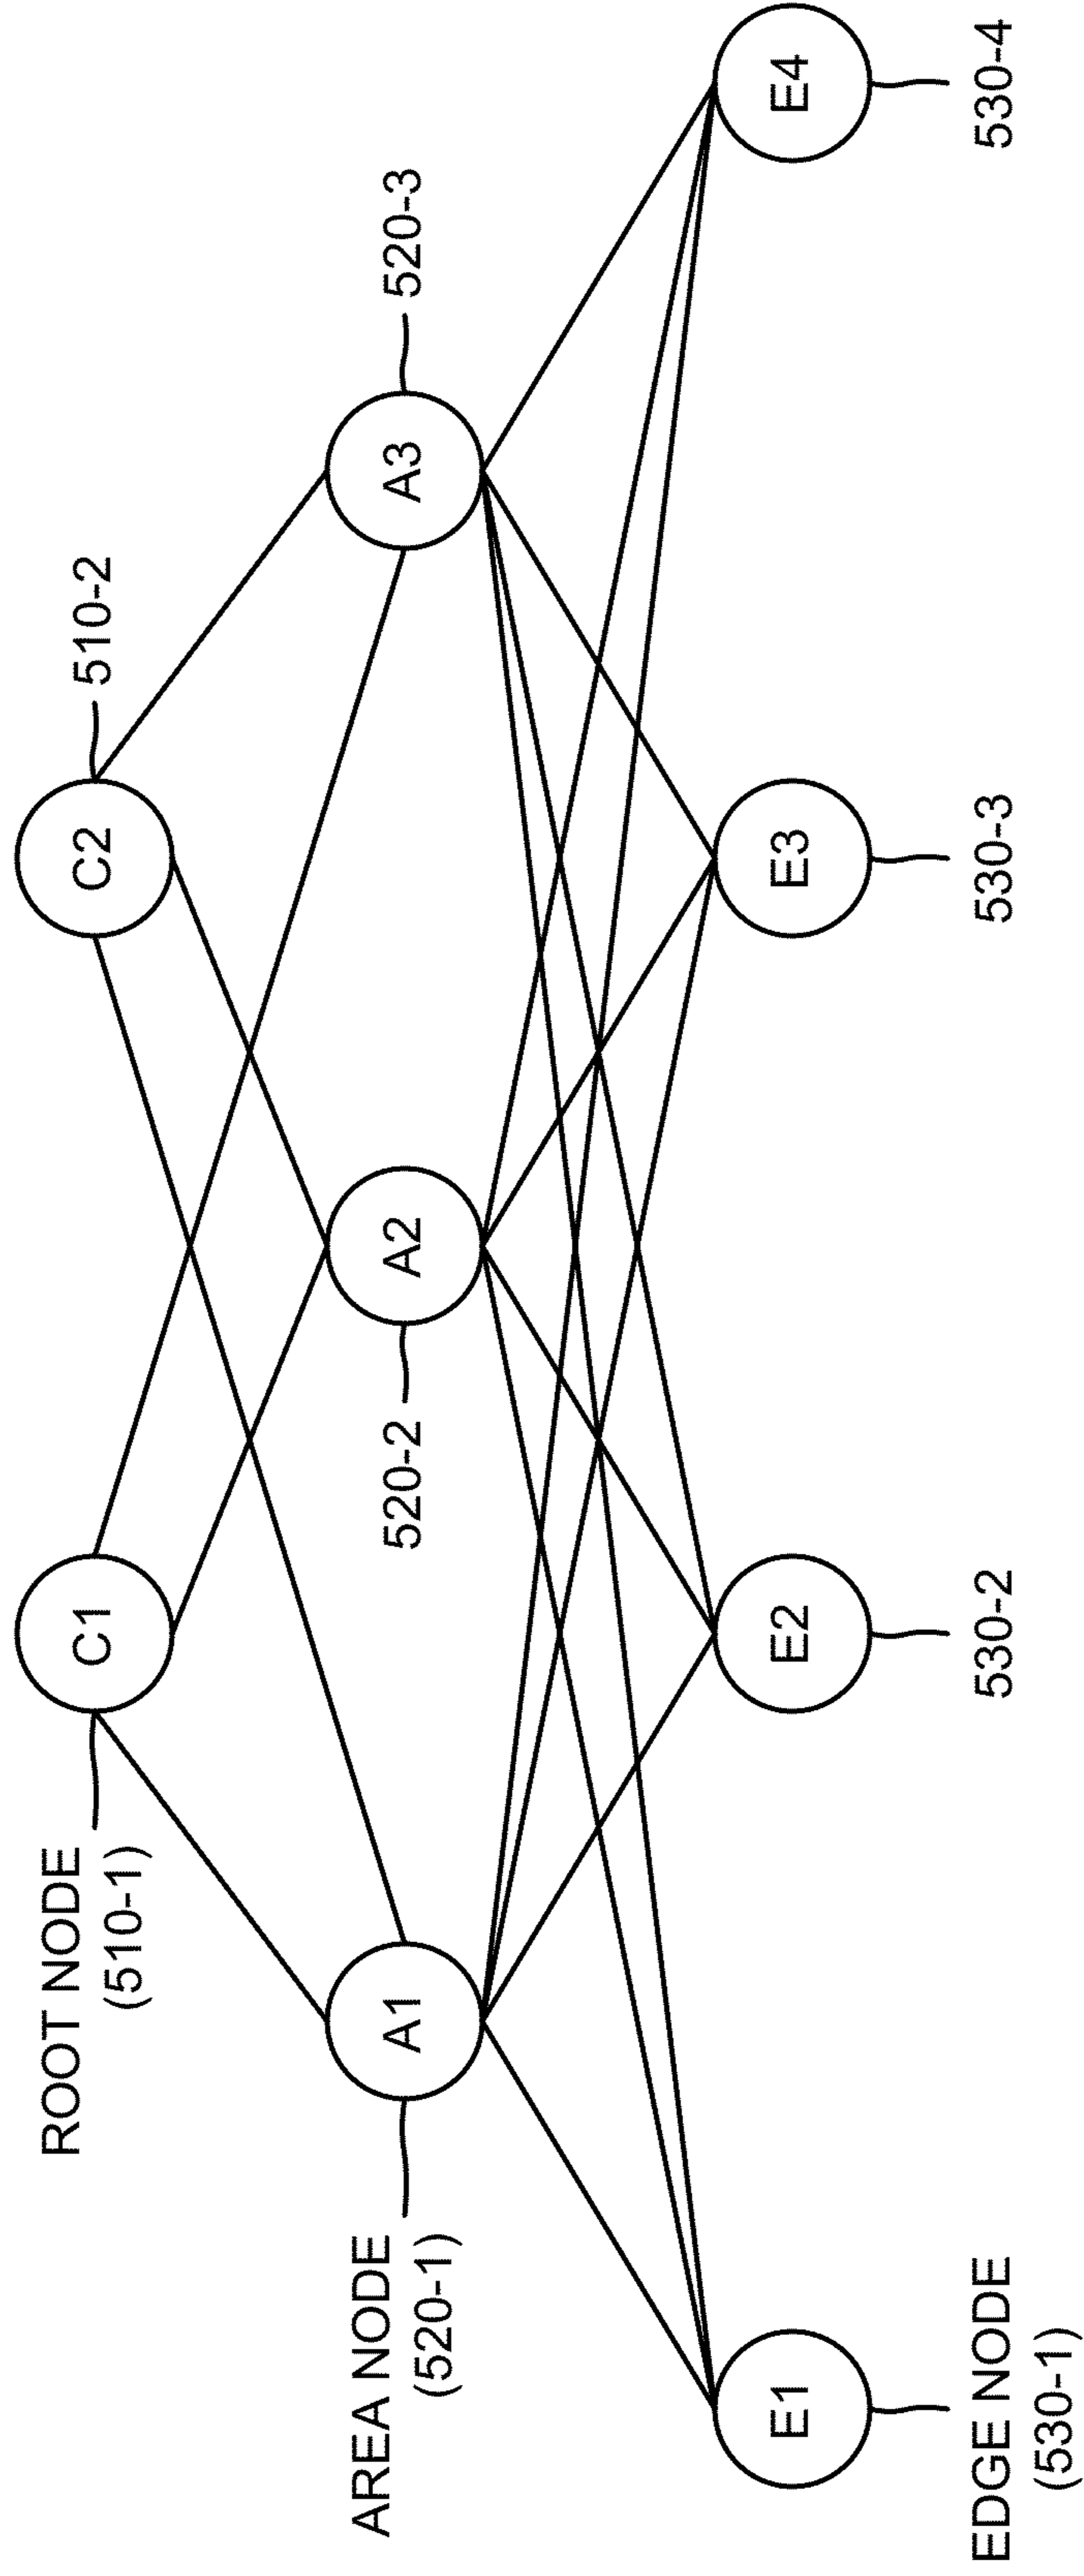 ROOT NODE
(510-1)
C1
C2
510-2
AREA NODE
(520-1)
A1
520-2
A2
A3
520-3
E1
E2
E3
E4
EDGE NODE
(530-1)
530-2
530-3
530-4